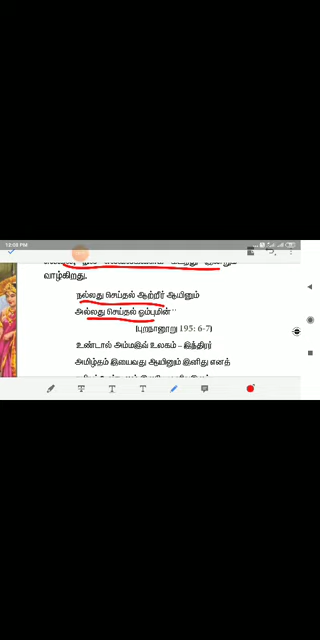 12:03 PM
வாழ்கிறது.
நல்லது செய்தல் ஆற்றீர் ஆயினும்
அல்லது செய்தல் ஓம்புமின் ''
(புறநானூறு 195: 6-7)
உண்டால் அம்மஇவ் உலகம் – இந்திரர்
அமிழ்தம் இயைவது ஆயினும் இனிது எனத்